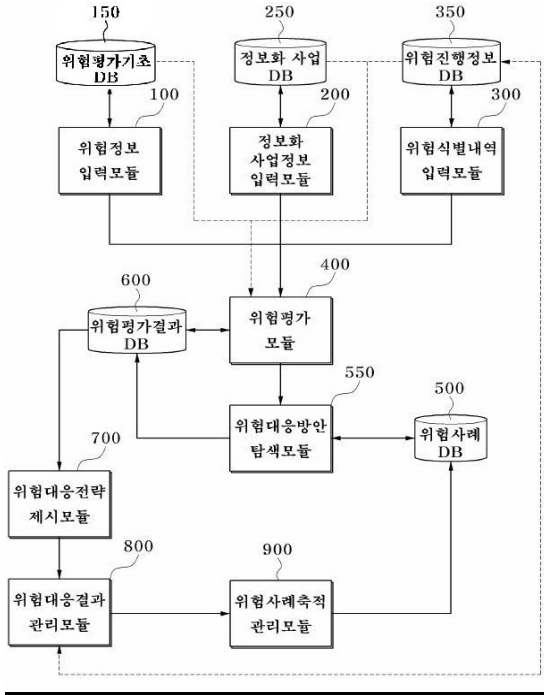 150
250
350
위험평가기초
DB
정보화 사업
DB
위험진행정보
DB
100
200
300
위험정보
입력모듈
정보화
사업정보
입력모듈
위험식별내역
입력모듈
400
600
위험평가
모듈
위험평가결과
DB
550
500
위험대응방안
탐색모듈
위험사례
DB
700
위험대응전략
제시모듈
800
900
위험대응결과
관리모듈
위험사례축적
관리모듈